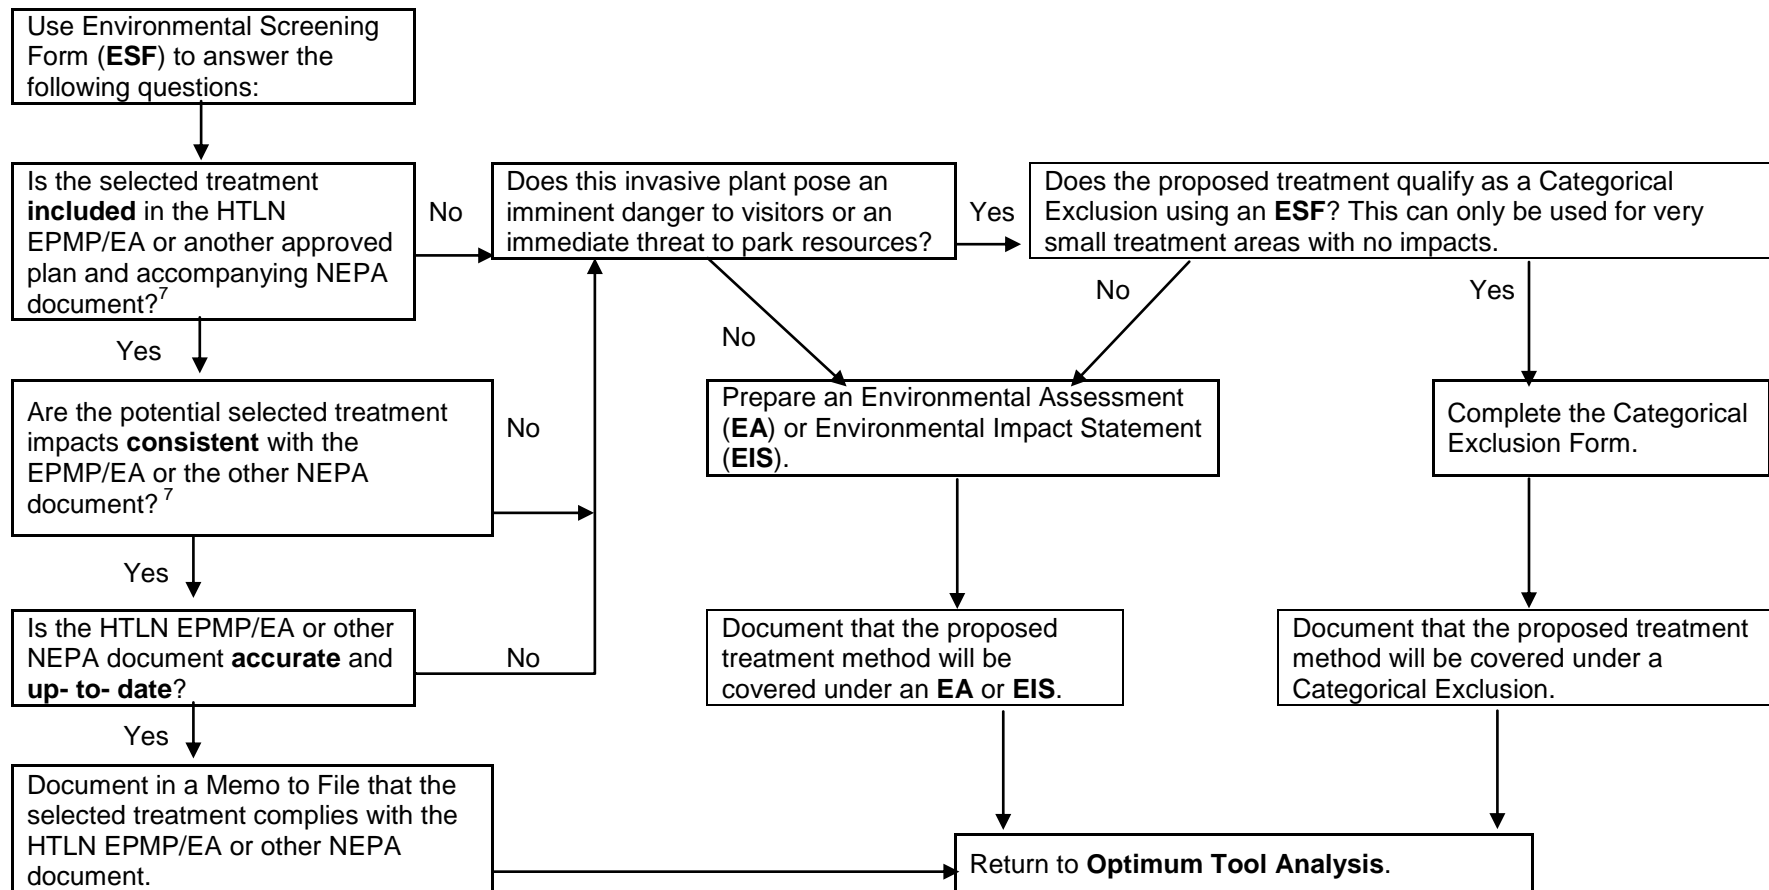 Use Environmental Screening
Form (ESF) to answer the
following questions:
Is the selected treatment
included in the HTLN
EPMP/EA or another approved
plan and accompanying NEPA
document?7
No
Does this invasive plant pose an
imminent danger to visitors or an
immediate threat to park resources?
Yes
Does the proposed treatment qualify as a Categorical
Exclusion using an ESF? This can only be used for very
small treatment areas with no impacts.
Yes
No
No
Yes
Are the potential selected treatment
impacts consistent with the
EPMP/EA or the other NEPA
document? 7
No
Prepare an Environmental Assessment
(EA) or Environmental Impact Statement
(EIS).
Complete the Categorical
Exclusion Form.
Yes
Is the HTLN EPMP/EA or other
NEPA document accurate and
up- to- date?
No
Document that the proposed
treatment method will be
covered under an EA or EIS.
Document that the proposed treatment
method will be covered under a
Categorical Exclusion.
Yes
Document in a Memo to File that the
selected treatment complies with the
HTLN EPMP/EA or other NEPA
document.
Return to Optimum Tool Analysis.